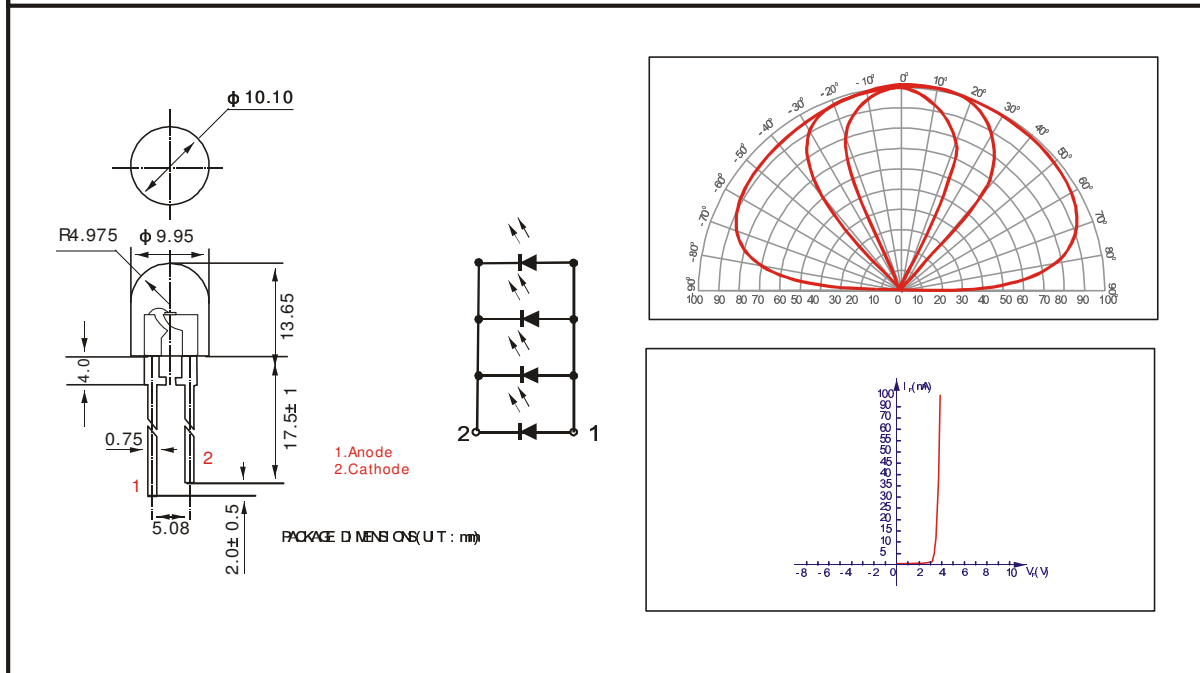 ϕ 10.10
R4.975
ϕ 9.95
13.65
4.0
17.5± 1
0.75
2
1
5.08
2.0± 0.5
1.Anode
2.Cathode
PACKAGE DIMENSIONS(UIT : mm)
2
1
-90° -80° -70° -60° -50° -40° -30° -20° -10° 0° 10° 20° 30° 40° 50° 60° 70° 80° 90°
100 90 80 70 60 50 40 30 20 10 0 10 20 30 40 50 60 70 80 90 100
I F(mA)
100
90
70
60
55
50
45
40
35
30
25
20
15
10
5
-8 -6 -4 -2 0 2 4 6 8 10 VF(V)